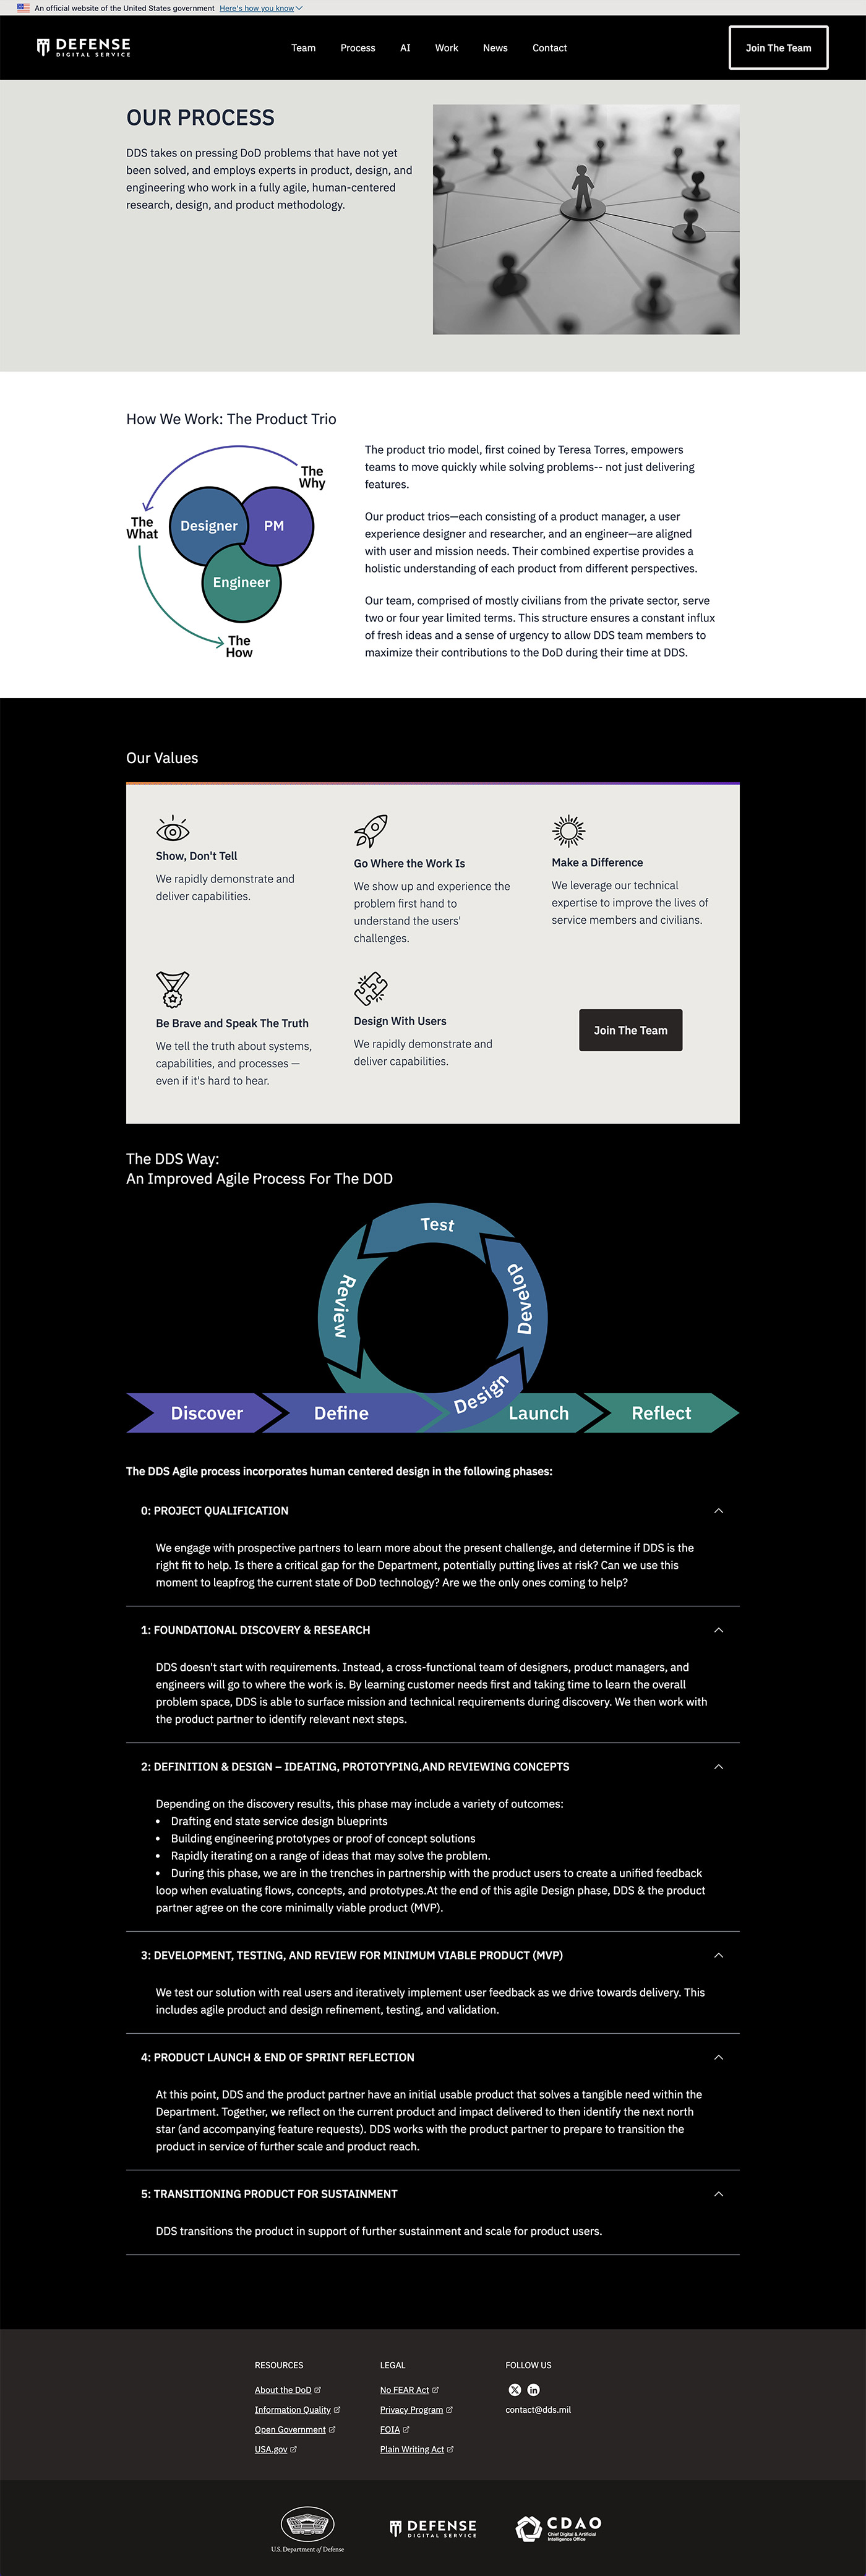 An official website of the United States government Here's how you know
DEFENSE
DIGITAL SERVICE
Team Process AI Work News Contact
Join The Team
OUR PROCESS
DDS takes on pressing DoD problems that have not yet
been solved, and employs experts in product, design, and
engineering who work in a fully agile, human-centered
research, design, and product methodology.
How We Work: The Product Trio
The
Why
The
What
Designer
PM
Engineer
The
How
The product trio model, first coined by Teresa Torres, empowers
teams to move quickly while solving problems-- not just delivering
features.
Our product trios—each consisting of a product manager, a user
experience designer and researcher, and an engineer—are aligned
with user and mission needs. Their combined expertise provides a
holistic understanding of each product from different perspectives.
Our team, comprised of mostly civilians from the private sector, serve
two or four year limited terms. This structure ensures a constant influx
of fresh ideas and a sense of urgency to allow DDS team members to
maximize their contributions to the DoD during their time at DDS.
Our Values
Show, Don't Tell
We rapidly demonstrate and
deliver capabilities.
Go Where the Work Is
We show up and experience the
problem first hand to
understand the users'
challenges.
Make a Difference
We leverage our technical
expertise to improve the lives of
service members and civilians.
Be Brave and Speak The Truth
We tell the truth about systems,
capabilities, and processes —
even if it's hard to hear.
Design With Users
We rapidly demonstrate and
deliver capabilities.
Join The Team
The DDS Way:
An Improved Agile Process For The DOD
Test
Review
Develop
Design
Discover
Define
Launch
Reflect
The DDS Agile process incorporates human centered design in the following phases:
0: PROJECT QUALIFICATION
We engage with prospective partners to learn more about the present challenge, and determine if DDS is the
right fit to help. Is there a critical gap for the Department, potentially putting lives at risk? Can we use this
moment to leapfrog the current state of DoD technology? Are we the only ones coming to help?
1: FOUNDATIONAL DISCOVERY & RESEARCH
DDS doesn't start with requirements. Instead, a cross-functional team of designers, product managers, and
engineers will go to where the work is. By learning customer needs first and taking time to learn the overall
problem space, DDS is able to surface mission and technical requirements during discovery. We then work with
the product partner to identify relevant next steps.
2: DEFINITION & DESIGN – IDEATING, PROTOTYPING,AND REVIEWING CONCEPTS
Depending on the discovery results, this phase may include a variety of outcomes:
• Drafting end state service design blueprints
• Building engineering prototypes or proof of concept solutions
• Rapidly iterating on a range of ideas that may solve the problem.
• During this phase, we are in the trenches in partnership with the product users to create a unified feedback
loop when evaluating flows, concepts, and prototypes.At the end of this agile Design phase, DDS & the product
partner agree on the core minimally viable product (MVP).
3: DEVELOPMENT, TESTING, AND REVIEW FOR MINIMUM VIABLE PRODUCT (MVP)
We test our solution with real users and iteratively implement user feedback as we drive towards delivery. This
includes agile product and design refinement, testing, and validation.
4: PRODUCT LAUNCH & END OF SPRINT REFLECTION
At this point, DDS and the product partner have an initial usable product that solves a tangible need within the
Department. Together, we reflect on the current product and impact delivered to then identify the next north
star (and accompanying feature requests). DDS works with the product partner to prepare to transition the
product in service of further scale and product reach.
5: TRANSITIONING PRODUCT FOR SUSTAINMENT
DDS transitions the product in support of further sustainment and scale for product users.
RESOURCES
About the DoD
Information Quality
Open Government
USA.gov
LEGAL
No FEAR Act
Privacy Program
FOIA
Plain Writing Act
FOLLOW US
contact@dds.mil
U.S. Department of Defense
DEFENSE
DIGITAL SERVICE
CDAO
Chief Digital & Artificial
Intelligence Office